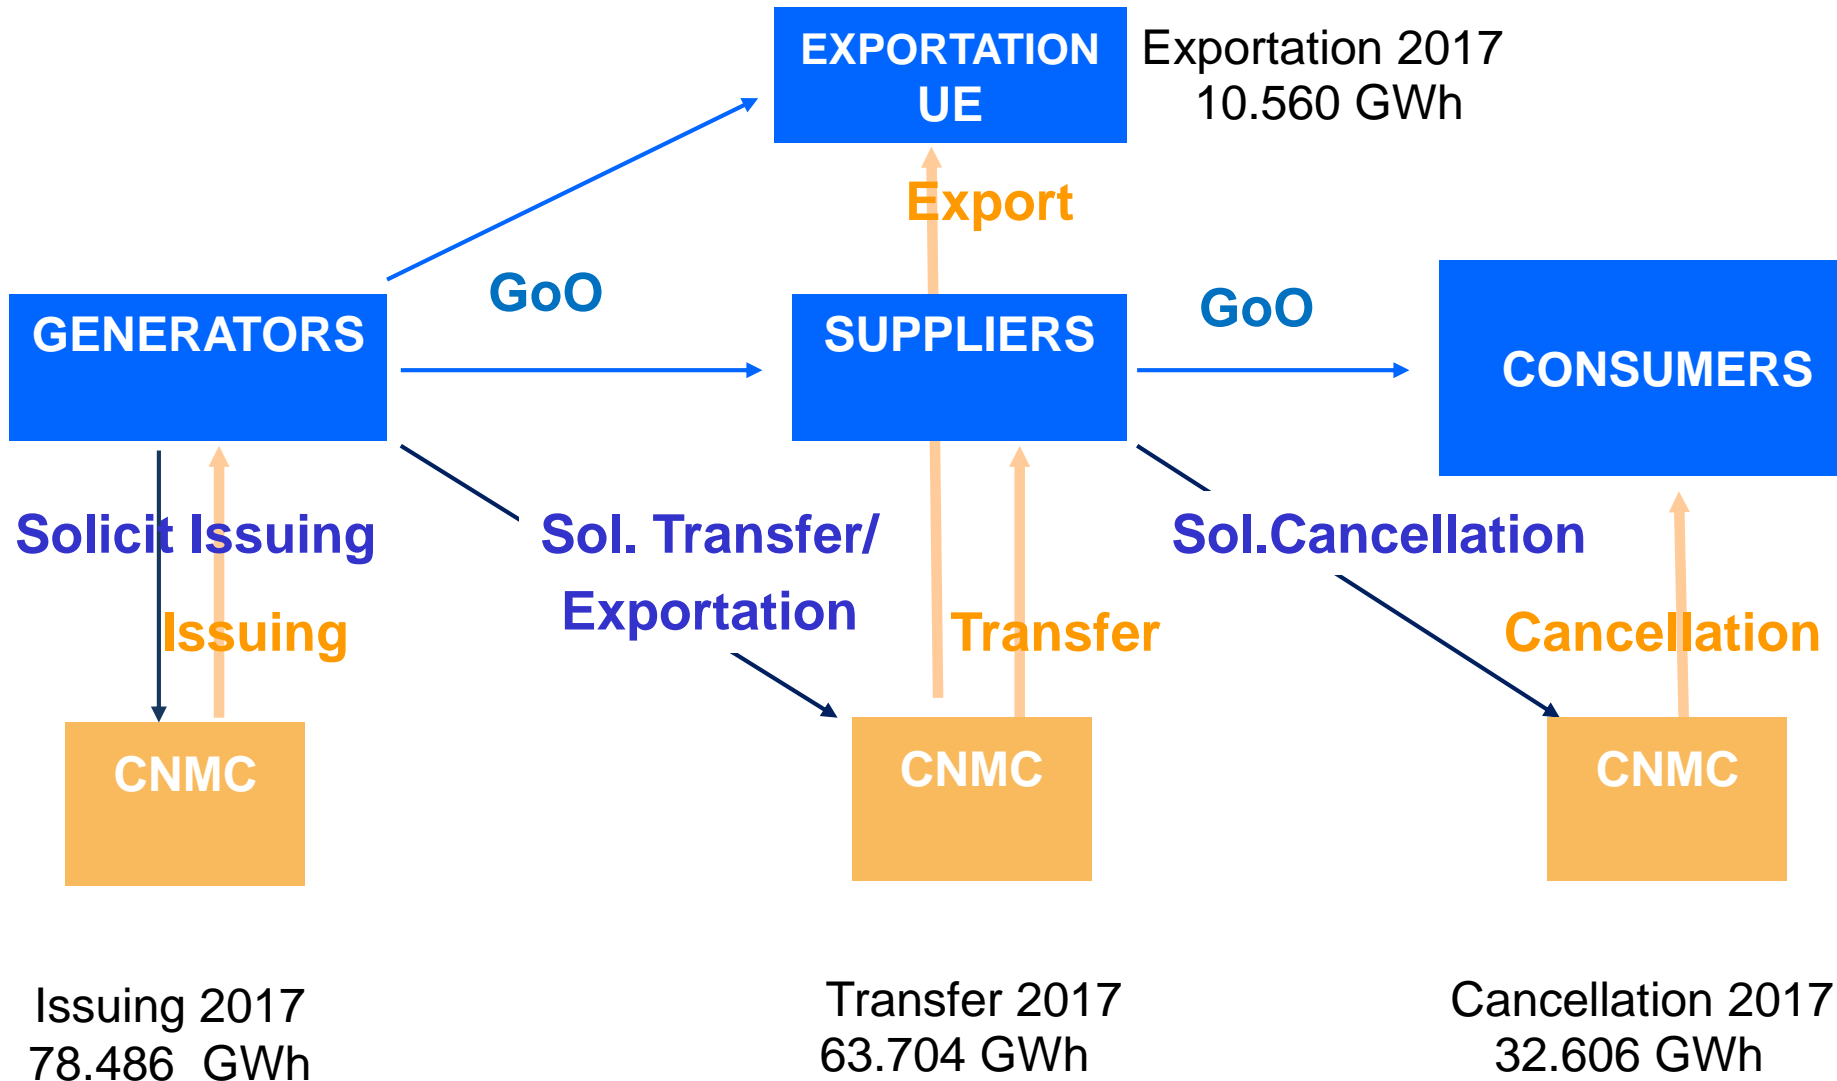 EXPORTATION
UE
Exportation 2017
10.560 GWh
Export
GoO
GoO
GENERATORS
SUPPLIERS
CONSUMERS
Solicit Issuing
Sol. Transfer/
Exportation
Sol.Cancellation
Issuing
Transfer
Cancellation
CNMC
CNMC
CNMC
Issuing 2017
78.486 GWh
Transfer 2017
63.704 GWh
Cancellation 2017
32.606 GWh